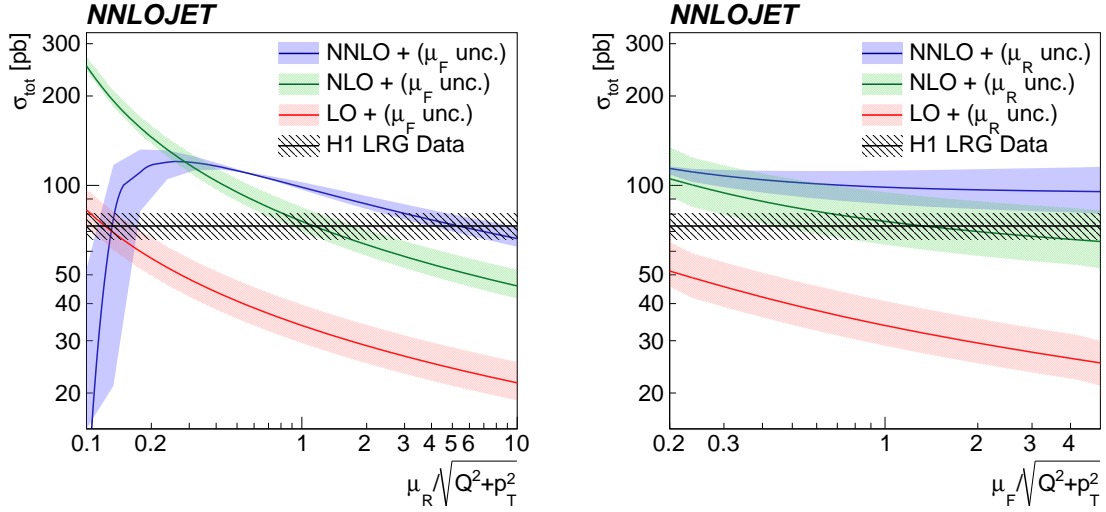 NNLOJET
σ_tot [pb]
300
200
100
50
40
30
20
NNLO + (μ_F unc.)
NLO + (μ_F unc.)
LO + (μ_F unc.)
H1 LRG Data
0.1 0.2 1 2 3 4 5 6 10
μ_R/√Q²+p_T²
NNLOJET
σ_tot [pb]
300
200
100
50
40
30
20
NNLO + (μ_R unc.)
NLO + (μ_R unc.)
LO + (μ_R unc.)
H1 LRG Data
0.2 0.3 1 2 3 4
μ_F/√Q²+p_T²